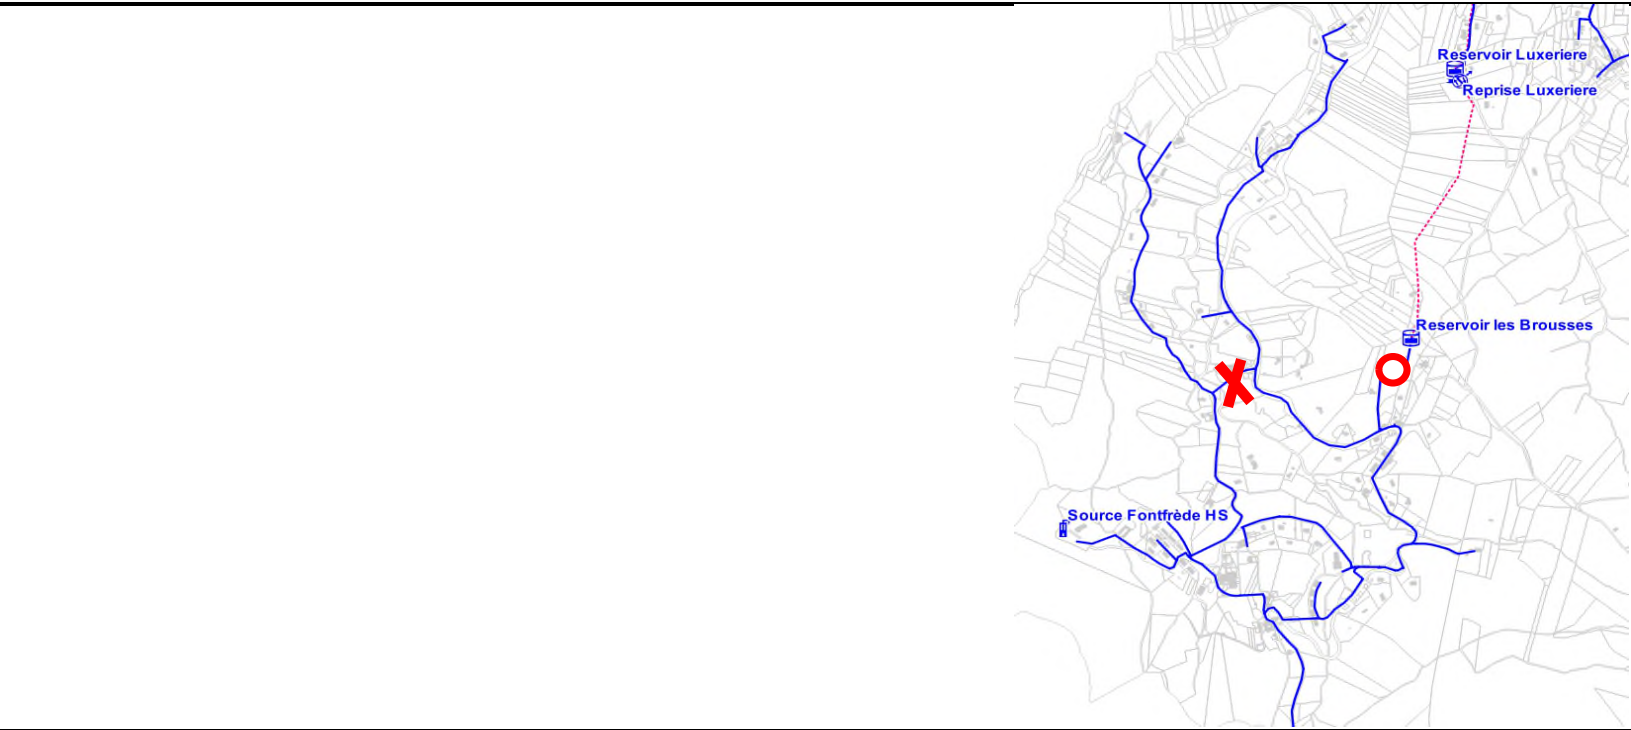 Reservoir Luxeriere
Reprise Luxeriere
Reservoir les Brousses
Source Fontfrède HS